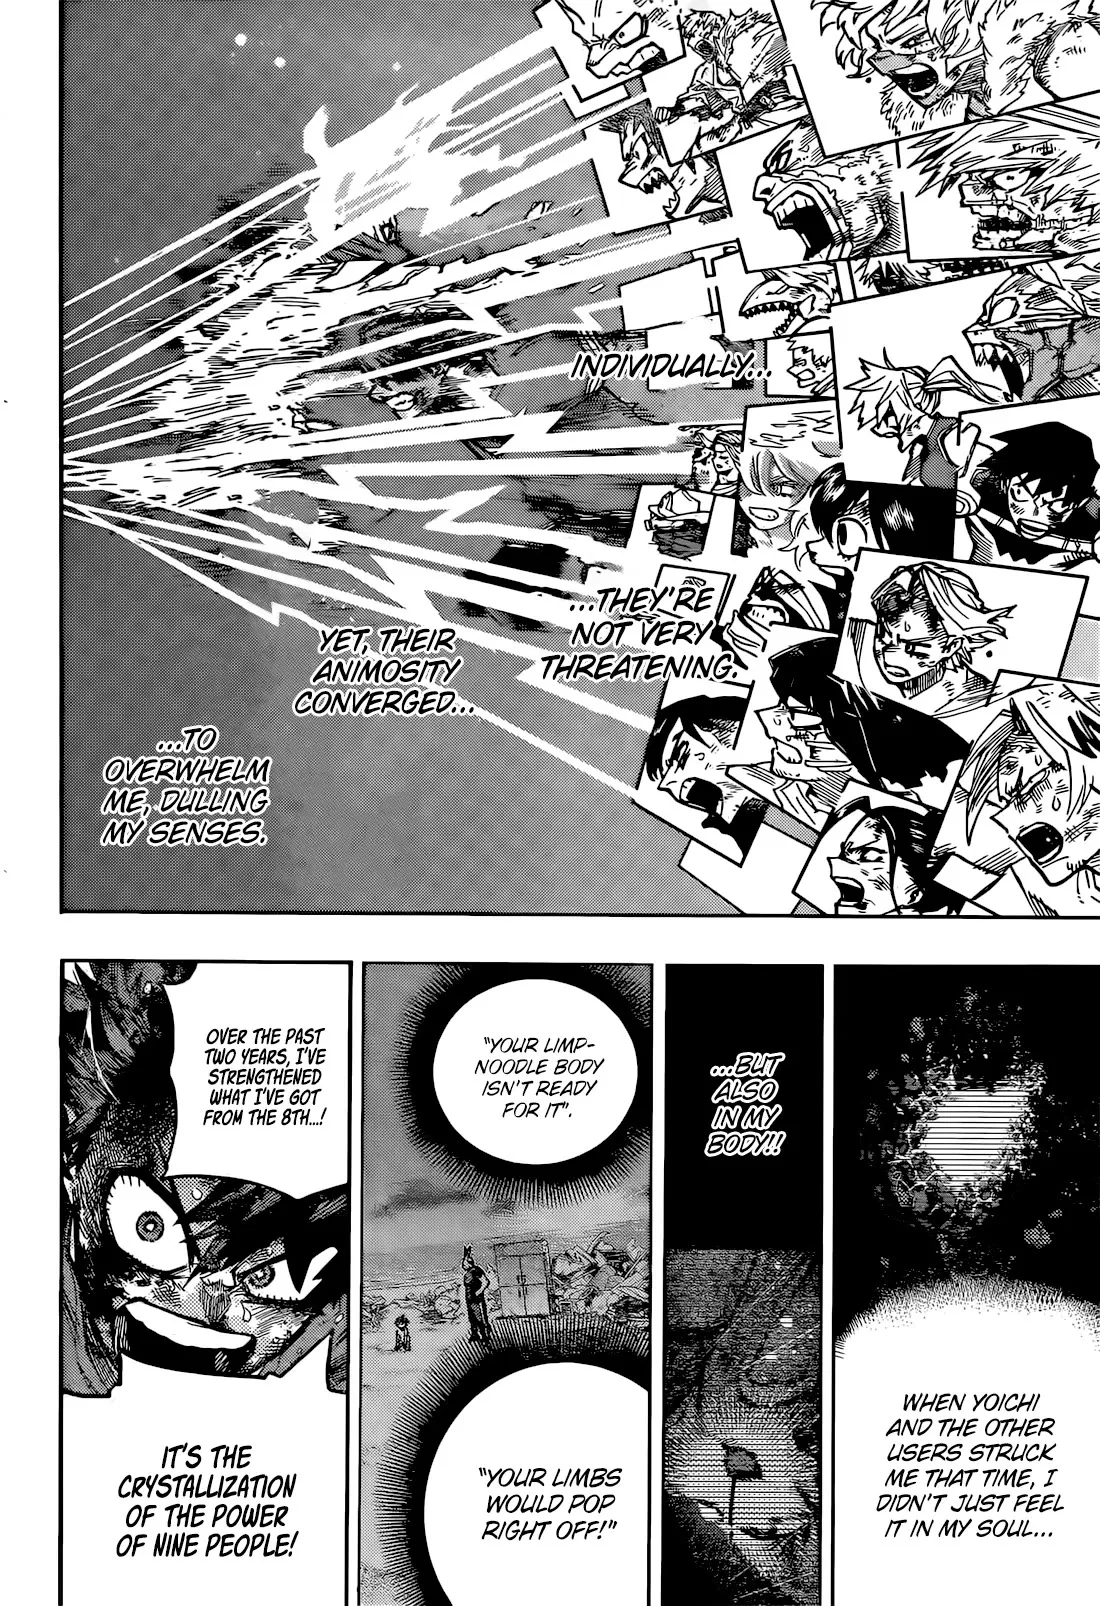 INDIVIDUALLY...
...THEY'RE
NOT VERY
THREATENING.
YET, THEIR
ANIMOSITY
CONVERGED...
...TO
OVERWHELM
ME, DULLING
MY SENSES.
WHEN YOICHI
AND THE OTHER
USERS STRUCK
ME THAT TIME, I
DIDN'T JUST FEEL
IT IN MY SOUL...
...BUT
ALSO
IN MY
BODY!!
"YOUR LIMP-
NOODLE BODY
ISN'T READY
FOR IT".
"YOUR LIMBS
WOULD POP
RIGHT OFF!"
OVER THE PAST
TWO YEARS, I'VE
STRENGTHENED
WHAT I'VE GOT
FROM THE 8TH...!
IT'S THE
CRYSTALLIZATION
OF THE POWER
OF NINE PEOPLE!